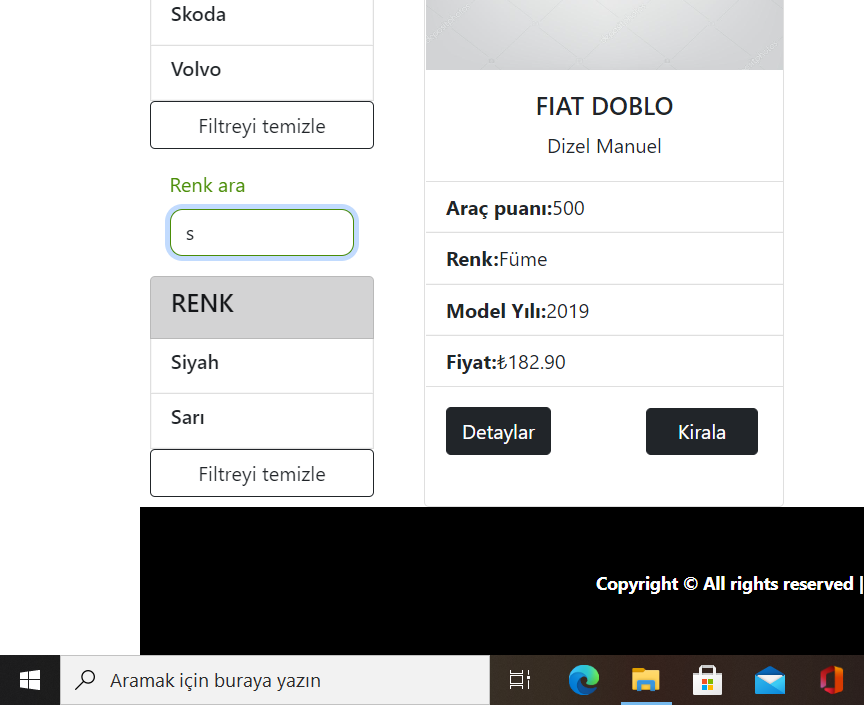 Skoda
Volvo
Filtreyi temizle
Renk ara
s
RENK
Siyah
Sarı
Filtreyi temizle
FIAT DOBLO
Dizel Manuel
Araç puanı:500
Renk:Füme
Model Yılı:2019
Fiyat:₺182.90
Detaylar
Kirala
Copyright © All rights reserved |
Aramak için buraya yazın